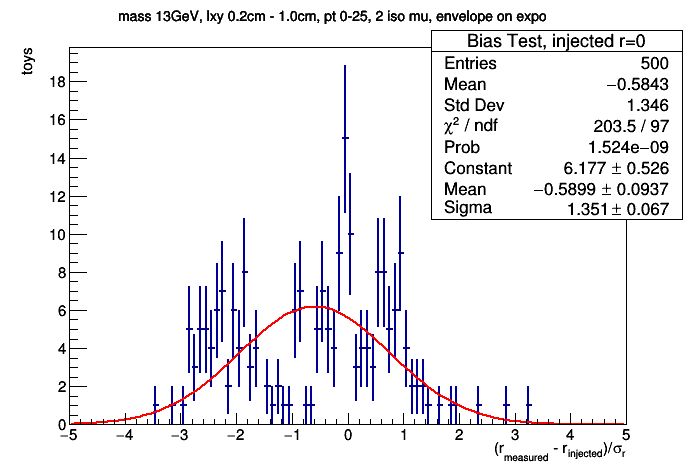 mass 13GeV, lxy 0.2cm - 1.0cm, pt 0-25, 2 iso mu, envelope on expo
Bias Test, injected r=0
Entries 500
Mean −0.5843
Std Dev 1.346
χ² / ndf 203.5 / 97
Prob 1.524e−09
Constant 6.177 ± 0.526
Mean −0.5899 ± 0.0937
Sigma 1.351 ± 0.067
toys
18
16
14
12
10
8
6
4
2
0
−5 −4 −3 −2 −1 0 1 2 3 4 5
(r_measured - r_injected)/σ_r